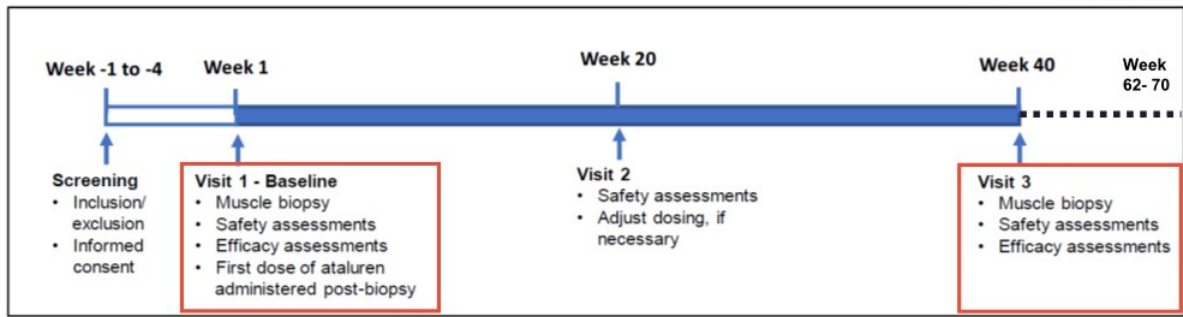 Week -1 to -4
Week 1
Week 20
Week 40
Week
62- 70
Screening
• Inclusion/
exclusion
• Informed
consent
Visit 1 - Baseline
• Muscle biopsy
• Safety assessments
• Efficacy assessments
• First dose of ataluren
administered post-biopsy
Visit 2
• Safety assessments
• Adjust dosing, if
necessary
Visit 3
• Muscle biopsy
• Safety assessments
• Efficacy assessments